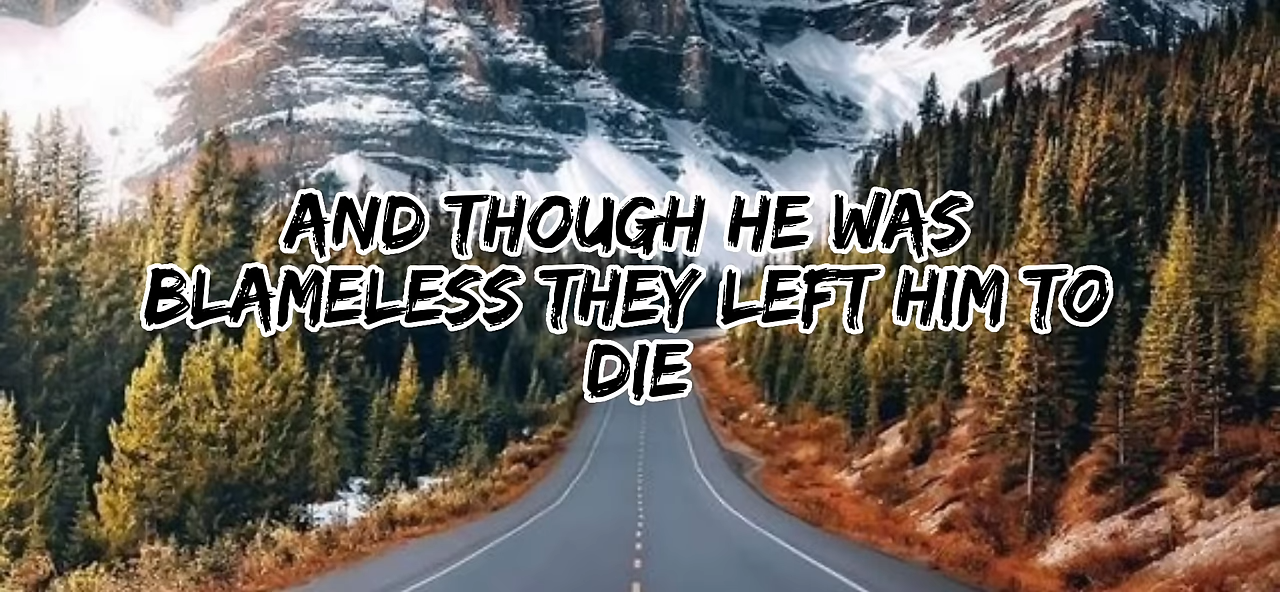 AND THOUGH HE WAS
BLAMELESS THEY LEFT HIM TO
DIE